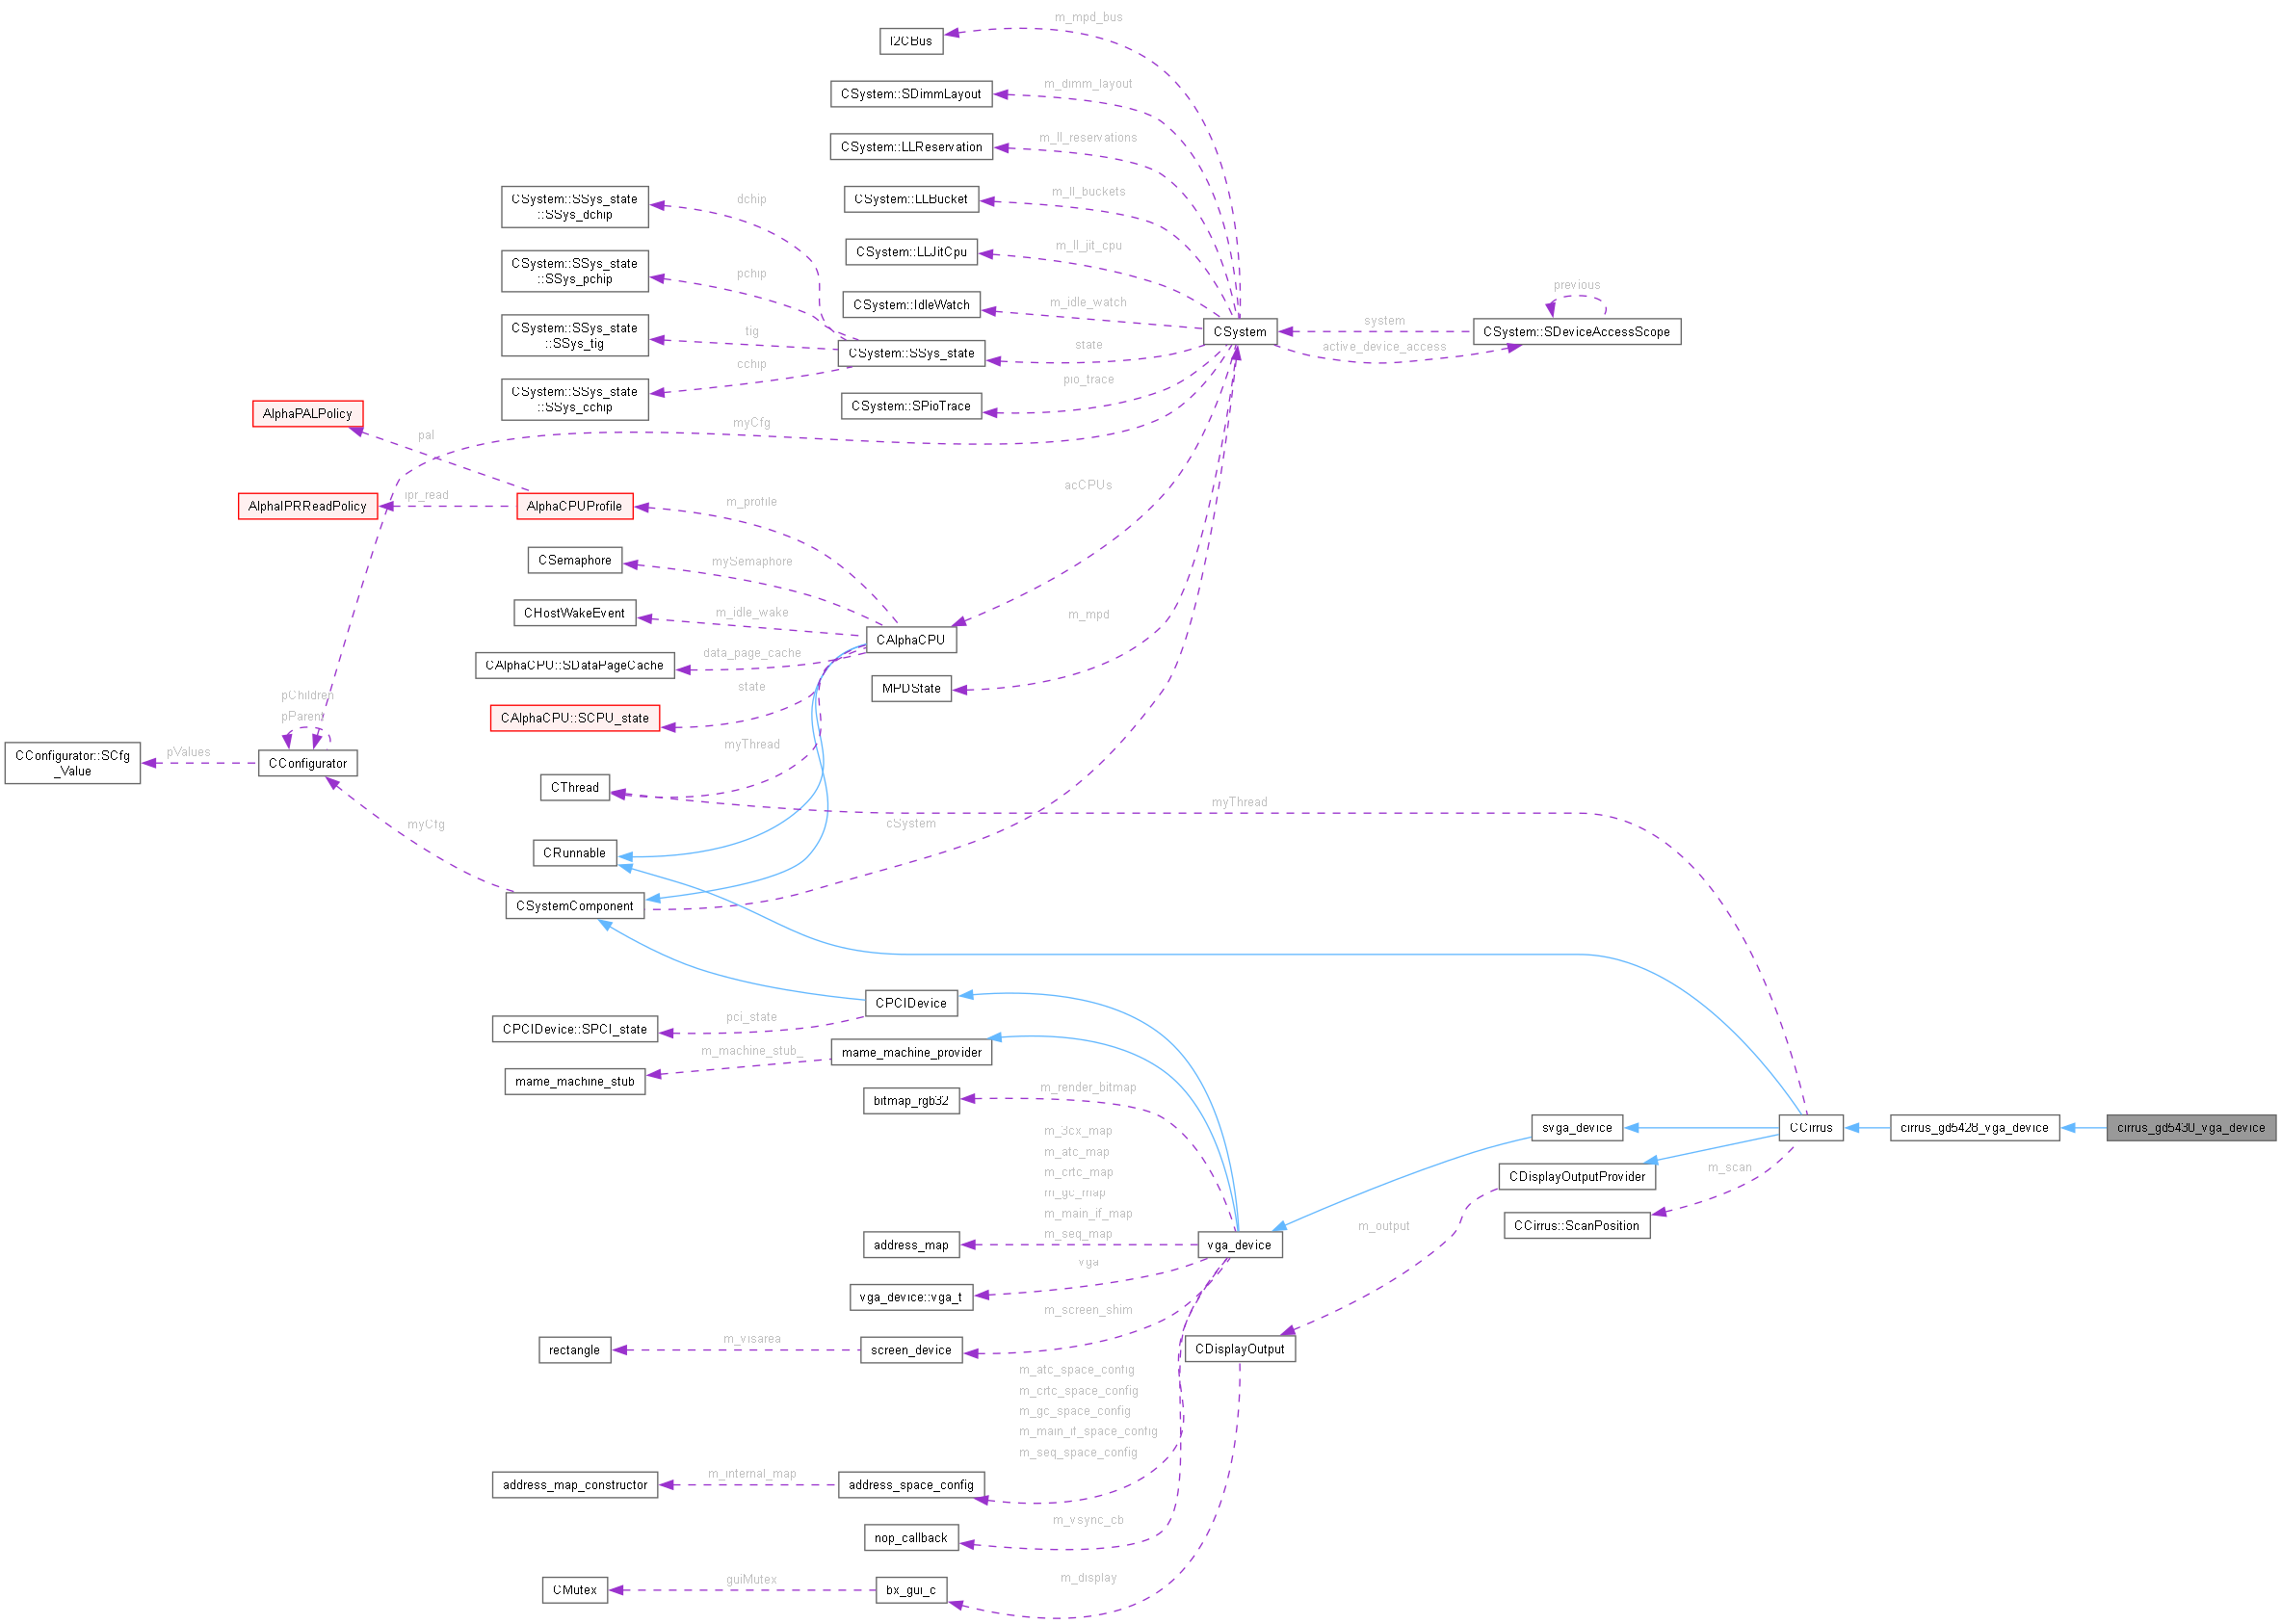 m_mpd_bus
I2CBus
m_dimm_layout
CSystem::SDimmLayout
m_ll_reservations
CSystem::LLReservation
m_ll_buckets
CSystem::LLBucket
m_ll_jit_cpu
CSystem::LLJitCpu
m_idle_watch
CSystem::IdleWatch
CSystem::SSys_state
::SSys_dchip
dchip
CSystem::SSys_state
::SSys_pchip
pchip
CSystem::SSys_state
::SSys_tig
tig
CSystem::SSys_state
::SSys_cchip
cchip
CSystem::SSys_state
state
CSystem
system
active_device_access
previous
CSystem::SDeviceAccessScope
pio_trace
CSystem::SPioTrace
AlphaPALPolicy
pal
myCfg
AlphaIPRReadPolicy
ipr_read
AlphaCPUProfile
m_profile
acCPUs
CSemaphore
mySemaphore
CHostWakeEvent
m_idle_wake
CAlphaCPU
m_mpd
CAlphaCPU::SDataPageCache
data_page_cache
MPDState
CAlphaCPU::SCPU_state
state
pChildren
pParent
CConfigurator::SCfg
_Value
pValues
CConfigurator
myThread
CThread
myThread
myCfg
CRunnable
cSystem
CSystemComponent
CPCIDevice
CPCIDevice::SPCI_state
pci_state
mame_machine_provider
m_machine_stub_
mame_machine_stub
bitmap_rgb32
m_render_bitmap
m_3cx_map
m_atc_map
m_crtc_map
m_gc_map
m_main_if_map
m_seq_map
address_map
vga_device
vga
vga_device::vga_t
m_screen_shim
rectangle
m_visarea
screen_device
svga_device
CCirrus
cirrus_gd5428_vga_device
cirrus_gd5430_vga_device
CDisplayOutputProvider
m_scan
CCirrus::ScanPosition
m_output
CDisplayOutput
m_atc_space_config
m_crtc_space_config
m_gc_space_config
m_main_if_space_config
m_seq_space_config
address_map_constructor
m_internal_map
address_space_config
m_vsync_cb
nop_callback
CMutex
guiMutex
bx_gui_c
m_display